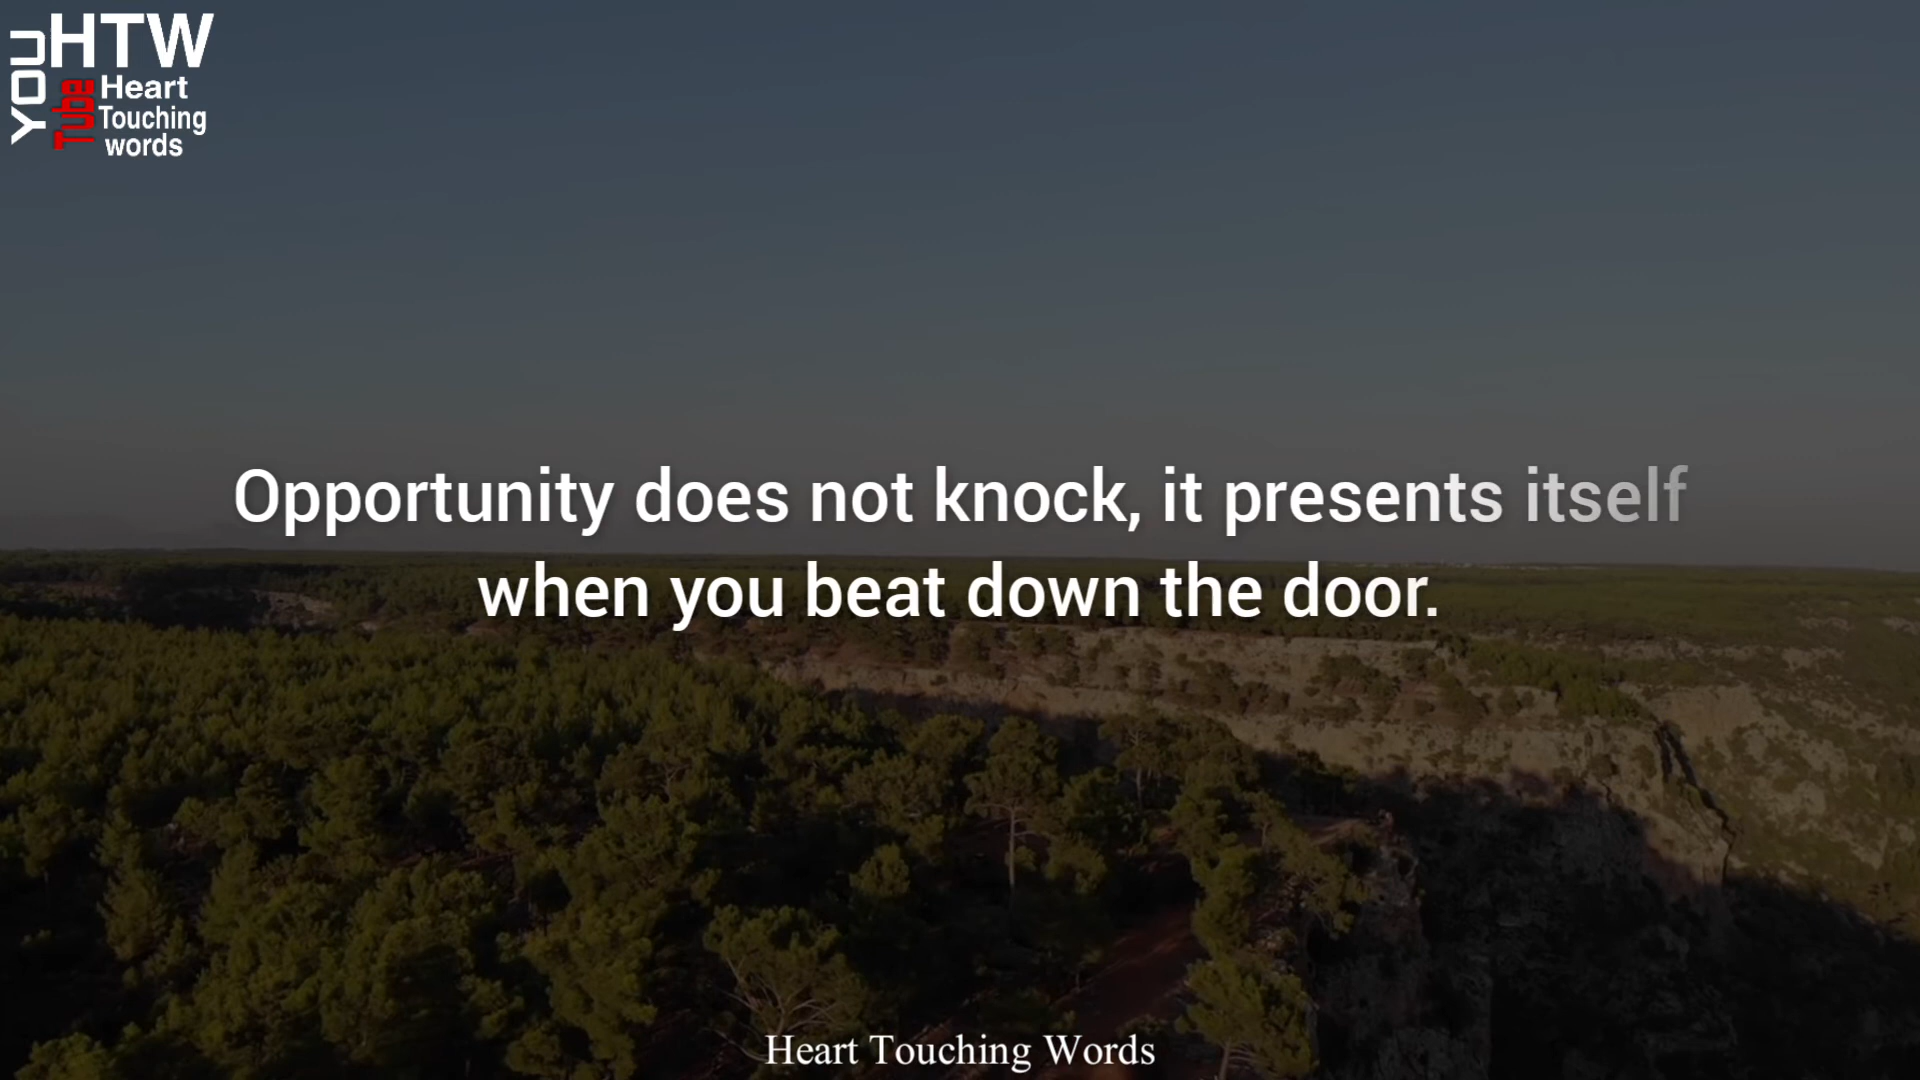 YOU
Tube
HTW
Heart
Touching
words
Opportunity does not knock, it presents itself
when you beat down the door.
Heart Touching Words